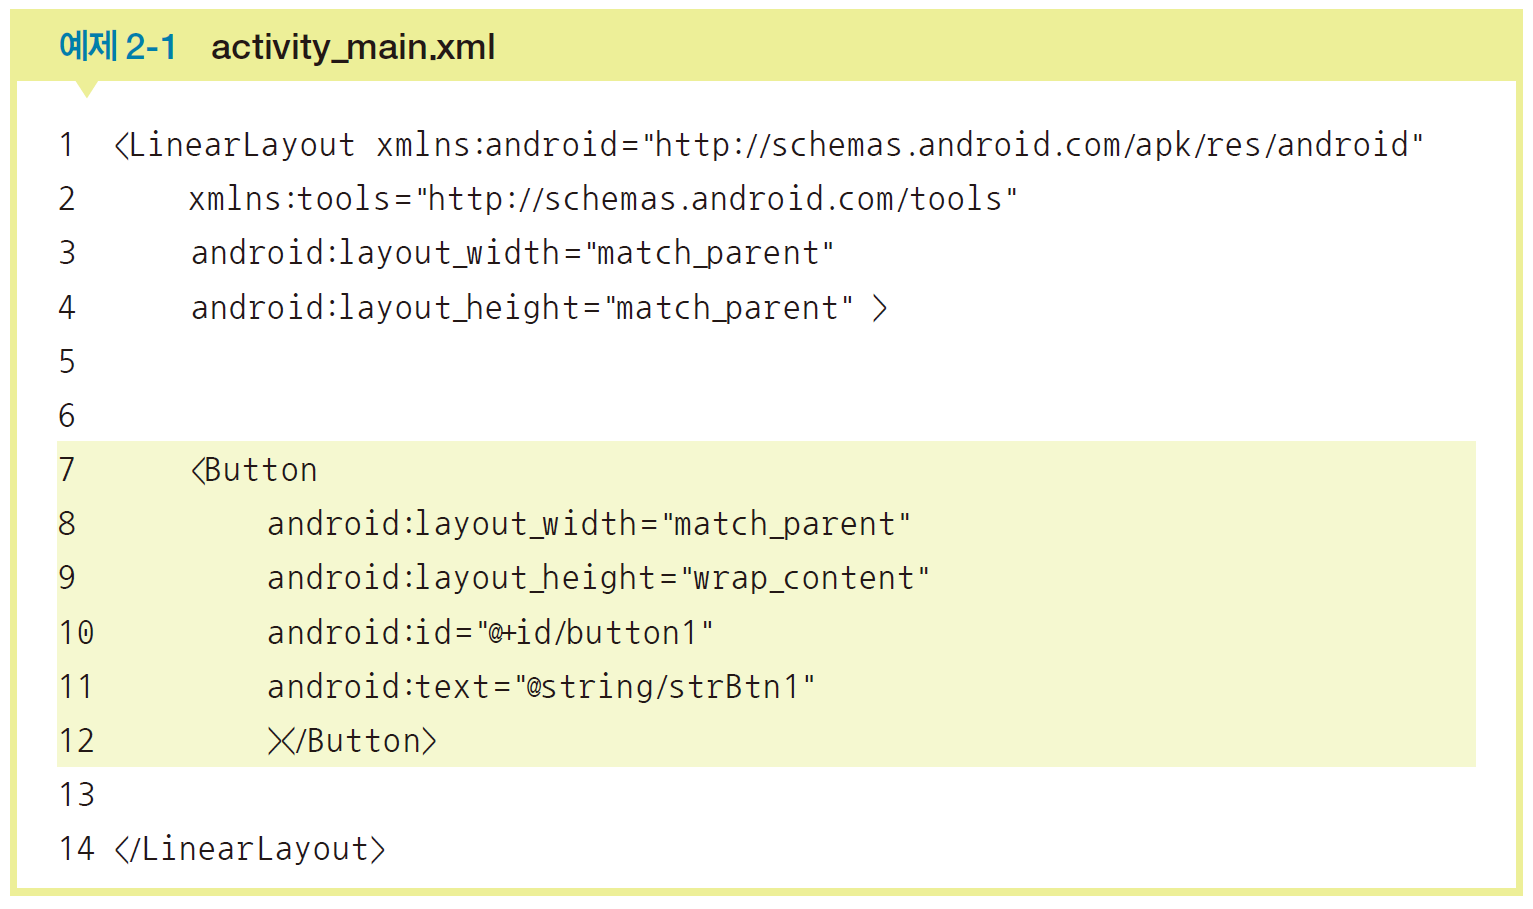 예제 2-1 activity_main.xml
1 <LinearLayout xmlns:android="http://schemas.android.com/apk/res/android"
2 xmlns:tools="http://schemas.android.com/tools"
3 android:layout_width="match_parent"
4 android:layout_height="match_parent" >
5
6
7 <Button
8 android:layout_width="match_parent"
9 android:layout_height="wrap_content"
10 android:id="@+id/button1"
11 android:text="@string/strBtn1"
12 ></Button>
13
14 </LinearLayout>